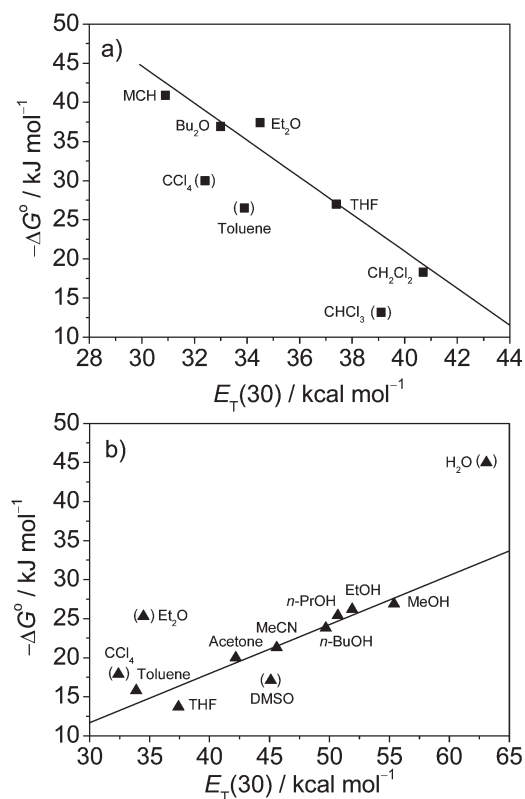 a)
50
45
40
35
30
25
20
15
10
−ΔG° / kJ mol⁻¹
MCH
Bu₂O
Et₂O
CCl₄ (■)
(■)
Toluene
THF
CH₂Cl₂
CHCl₃ (■)
28 30 32 34 36 38 40 42 44
E_T(30) / kcal mol⁻¹
b)
50
45
40
35
30
25
20
15
10
−ΔG° / kJ mol⁻¹
H₂O (▲)
(▲) Et₂O
CCl₄
(▲)
Toluene
THF
Acetone
MeCN
(▲)
DMSO
n-PrOH
EtOH
n-BuOH
MeOH
30 35 40 45 50 55 60 65
E_T(30) / kcal mol⁻¹